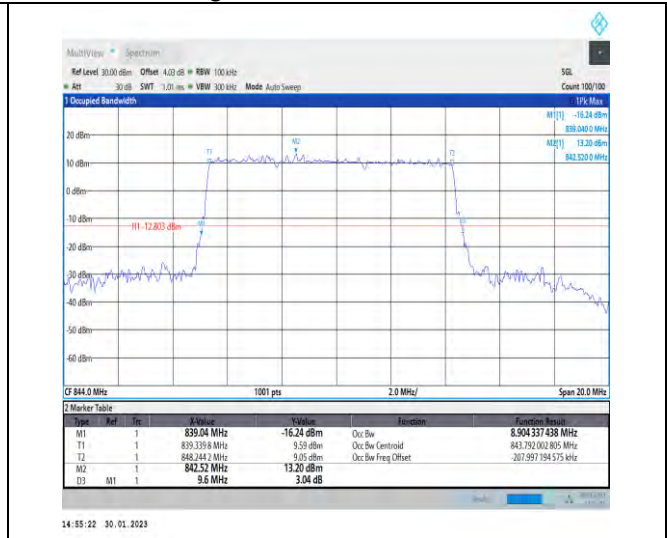 MultiView Spectrum
Ref Level 30.00 dBm Offset 4.03 dB RBW 100 kHz SGL
Att 30 dB SWT 1.01 ms VBW 300 kHz Mode Auto Sweep Count 100/100
1 Occupied Bandwidth 1Pk Max
M1[1] -16.24 dBm
839.040 0 MHz
M2[1] 13.20 dBm
842.520 0 MHz
20 dBm
M2
T1 T2
10 dBm
0 dBm
-10 dBm
H1 -12.803 dBm
-20 dBm
-30 dBm
-40 dBm
-50 dBm
-60 dBm
CF 844.0 MHz 1001 pts 2.0 MHz/ Span 20.0 MHz
2 Marker Table
Type Ref Trc X-Value Y-Value Function Function Result
M1 1 839.04 MHz -16.24 dBm Occ Bw 8.904 337 438 MHz
T1 1 839.339 8 MHz 9.59 dBm Occ Bw Centroid 843.792 002 805 MHz
T2 1 848.244 2 MHz 9.05 dBm Occ Bw Freq Offset -207.997 194 575 kHz
M2 1 842.52 MHz 13.20 dBm
D3 M1 1 9.6 MHz 3.04 dB
14:55:22 30.01.2023